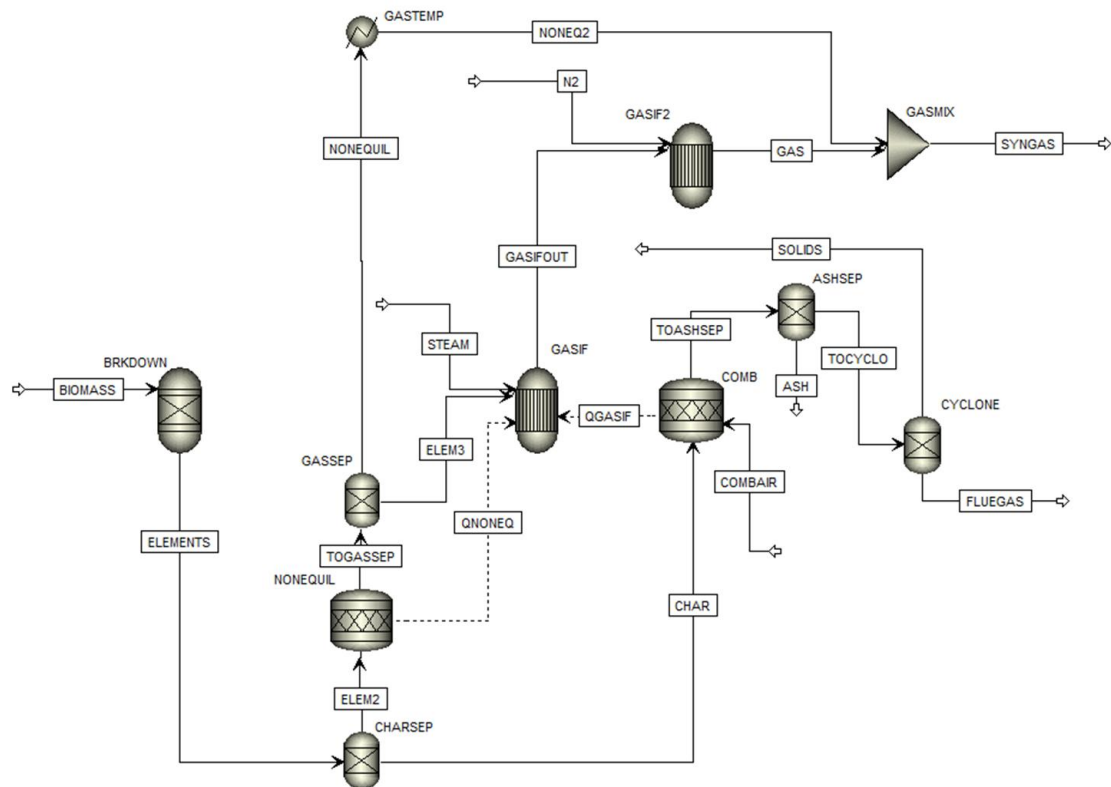 GASTEMP
NONEQ2
N2
GASIF2
GASMIX
NONEQUIL
GAS
SYNGAS
GASIFOUT
SOLIDS
ASHSEP
STEAM
GASIF
TOASHSEP
BRKDOWN
COMB
TOCYCLO
BIOMASS
ASH
CYCLONE
QGASIF
ELEM3
GASSEP
COMBAIR
FLUEGAS
QNONEQ
ELEMENTS
TOGASSEP
NONEQUIL
CHAR
ELEM2
CHARSEP